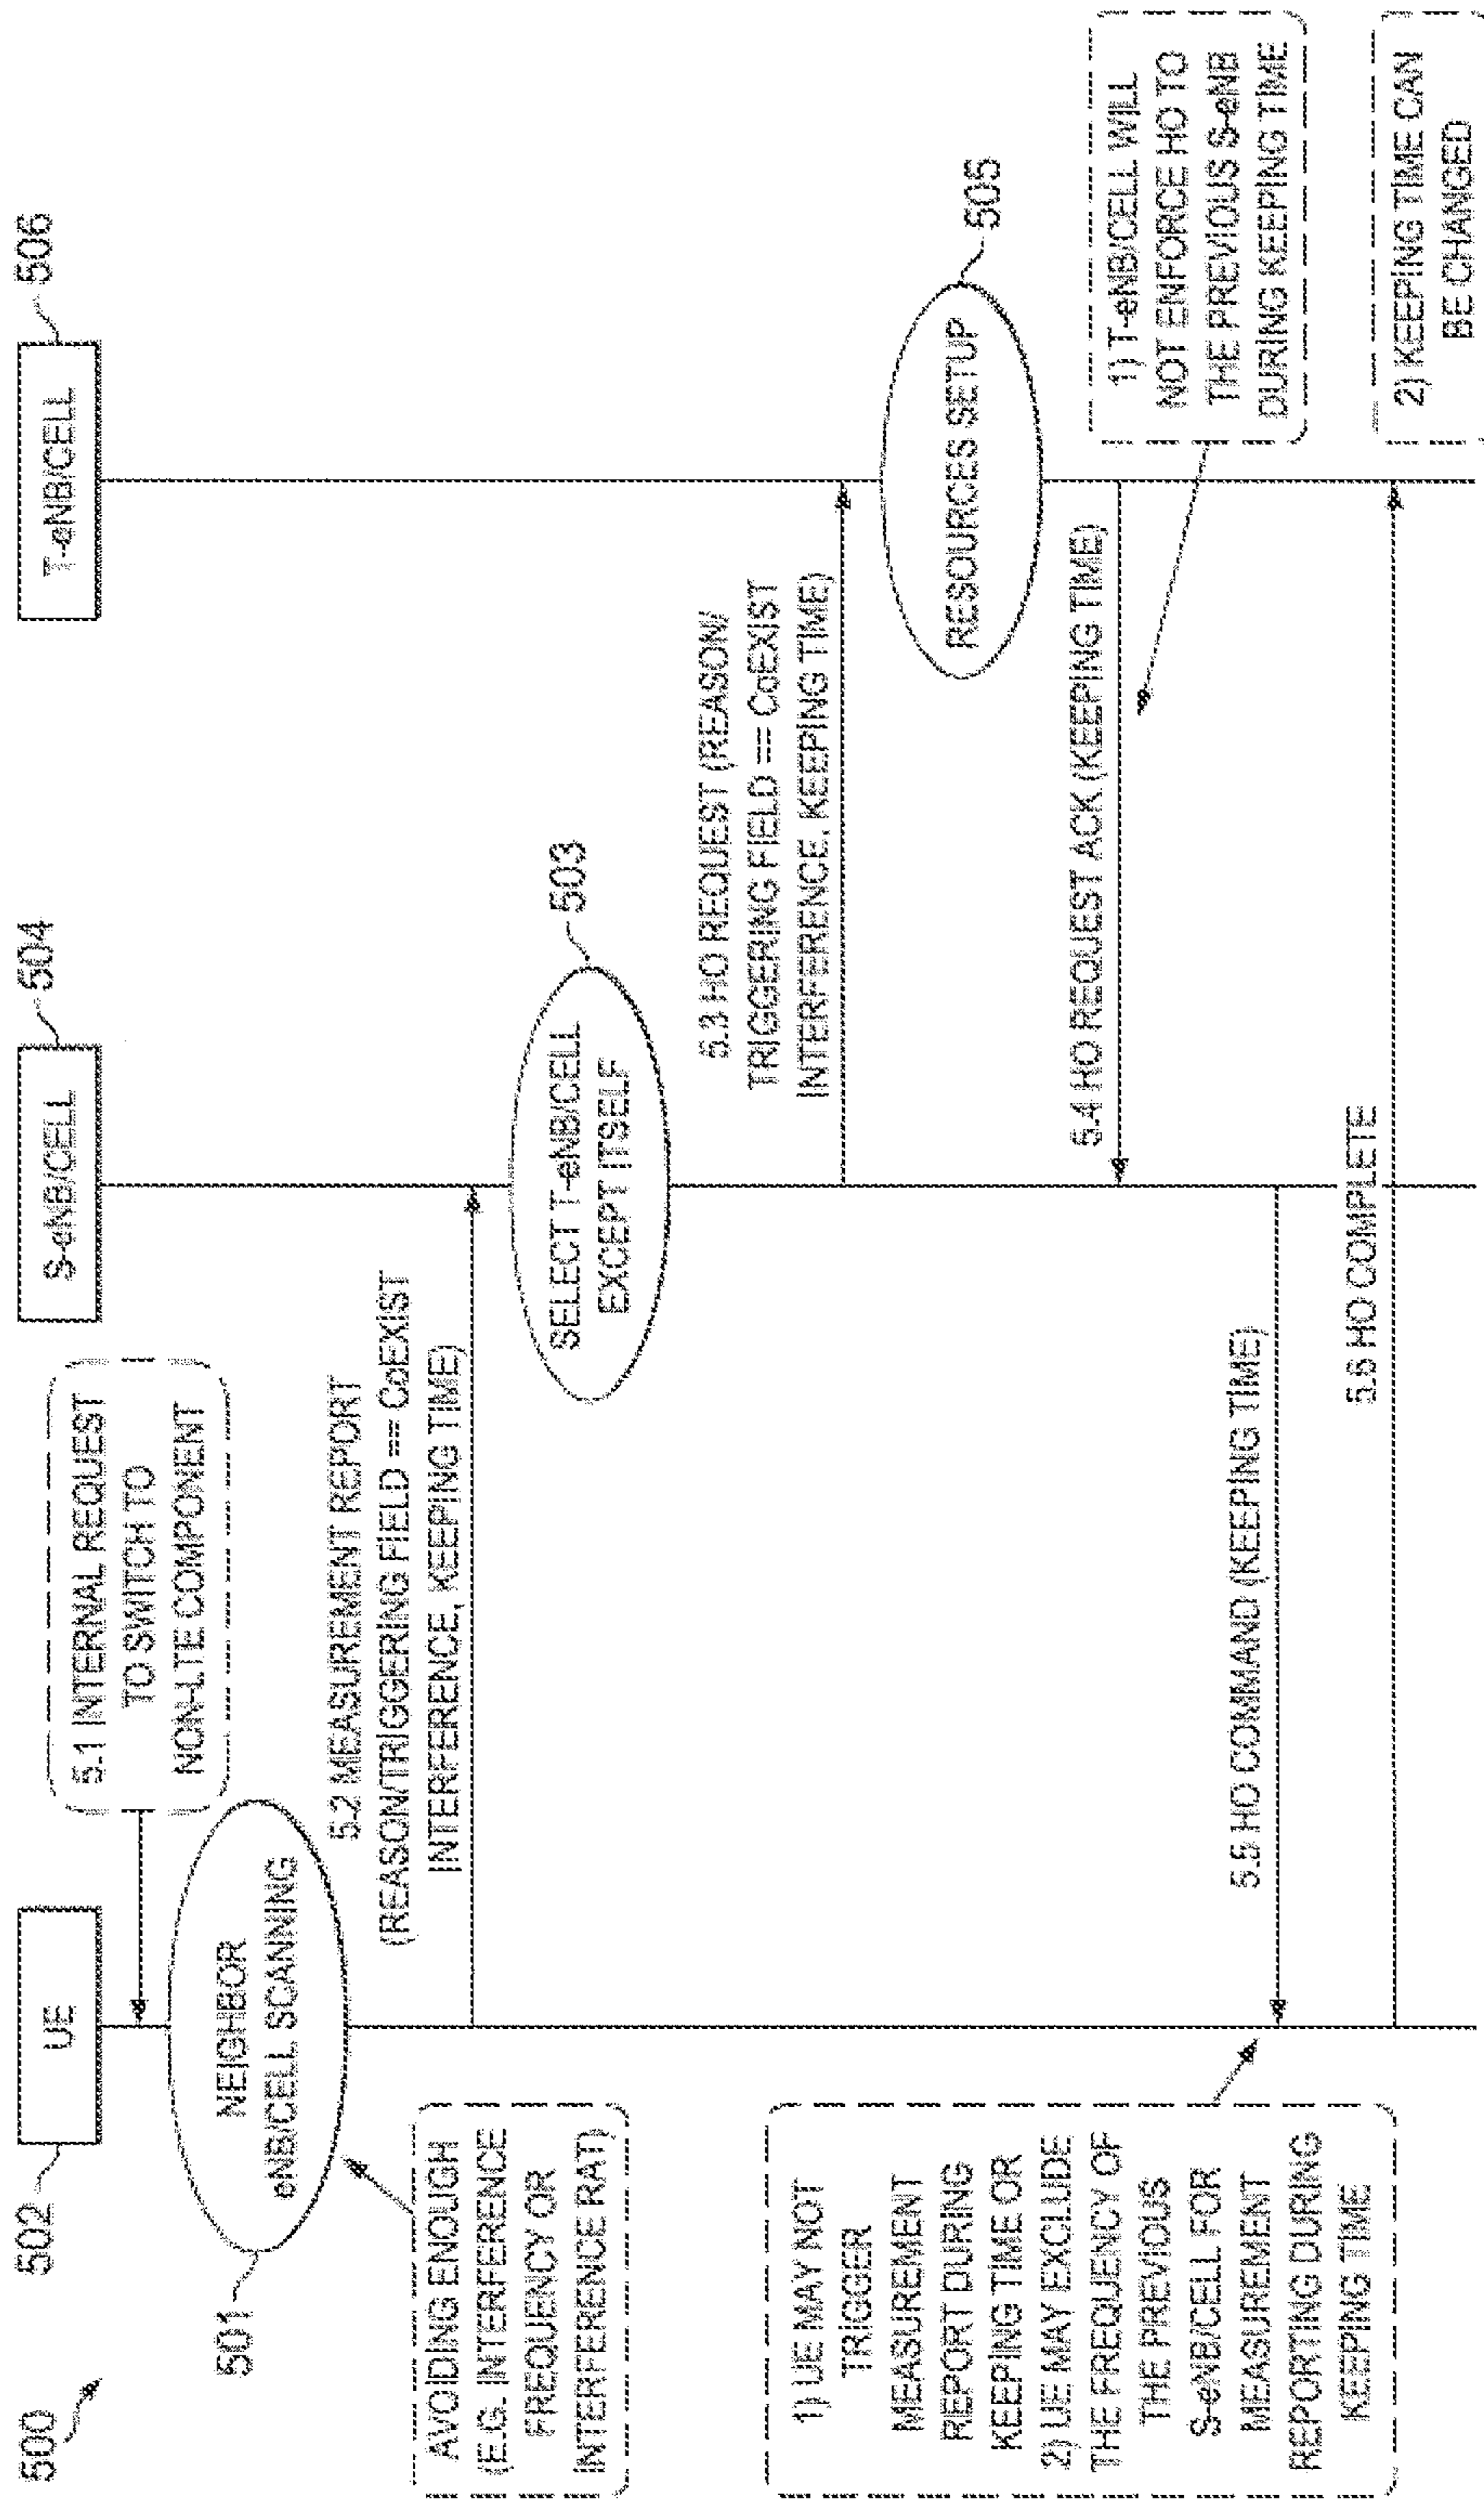 500
502
UE
504
S-eNB/CELL
506
T-eNB/CELL
5.1 INTERNAL REQUEST
TO SWITCH TO
NON-LTE COMPONENT
501
NEIGHBOR
eNB/CELL SCANNING
AVOIDING ENOUGH
(E.G. INTERFERENCE
FREQUENCY OR
INTERFERENCE RAT)
5.2 MEASUREMENT REPORT
(REASON/TRIGGERING FIELD == CoEXIST
INTERFERENCE, KEEPING TIME)
503
SELECT T-eNB/CELL
EXCEPT ITSELF
5.3 HO REQUEST (REASON/
TRIGGERING FIELD == CoEXIST
INTERFERENCE, KEEPING TIME)
505
RESOURCES SETUP
5.4 HO REQUEST ACK (KEEPING TIME)
1) T-eNB/CELL WILL
NOT ENFORCE HO TO
THE PREVIOUS S-eNB
DURING KEEPING TIME
1) UE MAY NOT
TRIGGER
MEASUREMENT
REPORT DURING
KEEPING TIME OR
2) UE MAY EXCLUDE
THE FREQUENCY OF
THE PREVIOUS
S-eNB/CELL FOR
MEASUREMENT
REPORTING DURING
KEEPING TIME
5.5 HO COMMAND (KEEPING TIME)
5.6 HO COMPLETE
2) KEEPING TIME CAN
BE CHANGED